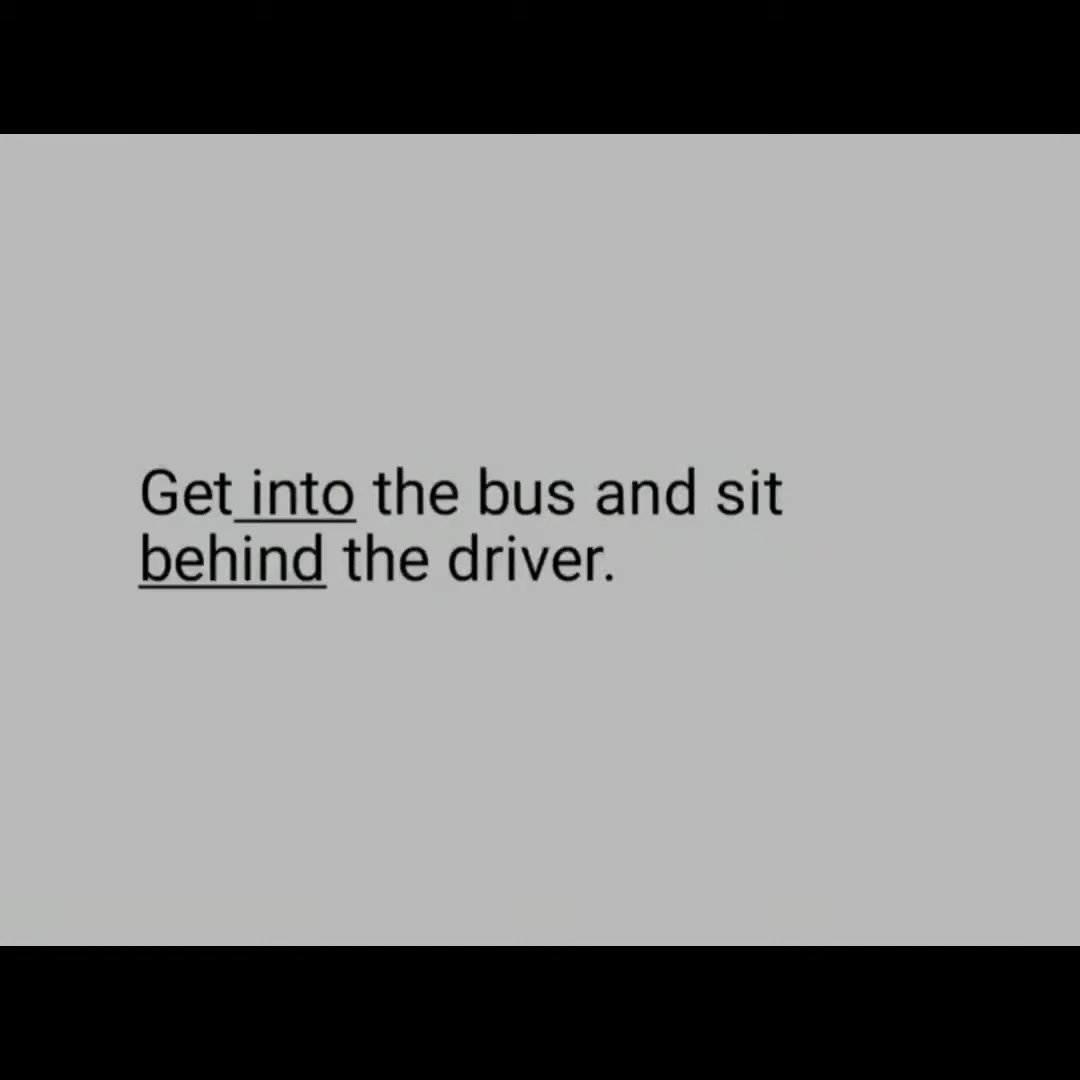 Get into the bus and sit
behind the driver.